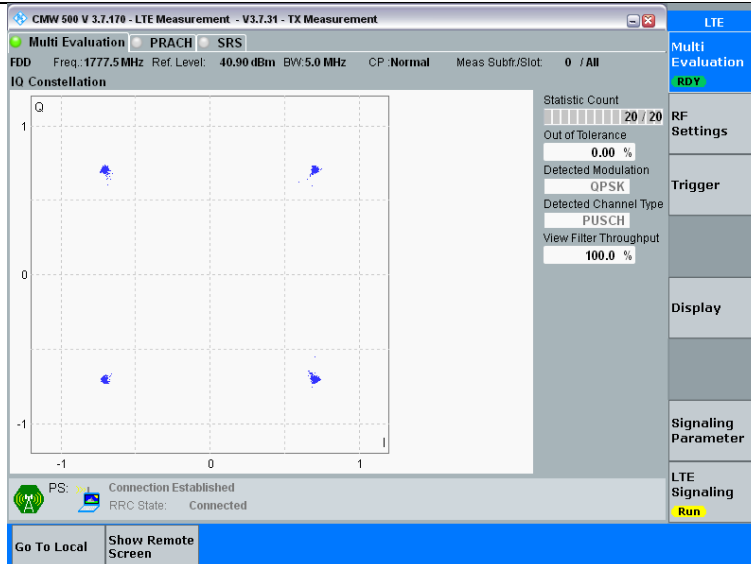 CMW 500 V 3.7.170 - LTE Measurement - V3.7.31 - TX Measurement
LTE
Multi Evaluation PRACH SRS
Multi
Evaluation
RDY
FDD Freq.: 1777.5 MHz Ref. Level: 40.90 dBm BW: 5.0 MHz CP : Normal Meas Subfr./Slot: 0 / All
IQ Constellation
Q
1
0
-1
I
-1 0 1
Statistic Count
20 / 20
Out of Tolerance
0.00 %
Detected Modulation
QPSK
Detected Channel Type
PUSCH
View Filter Throughput
100.0 %
RF
Settings
Trigger
Display
Signaling
Parameter
LTE
Signaling
Run
PS: Connection Established
RRC State: Connected
Go To Local
Show Remote
Screen